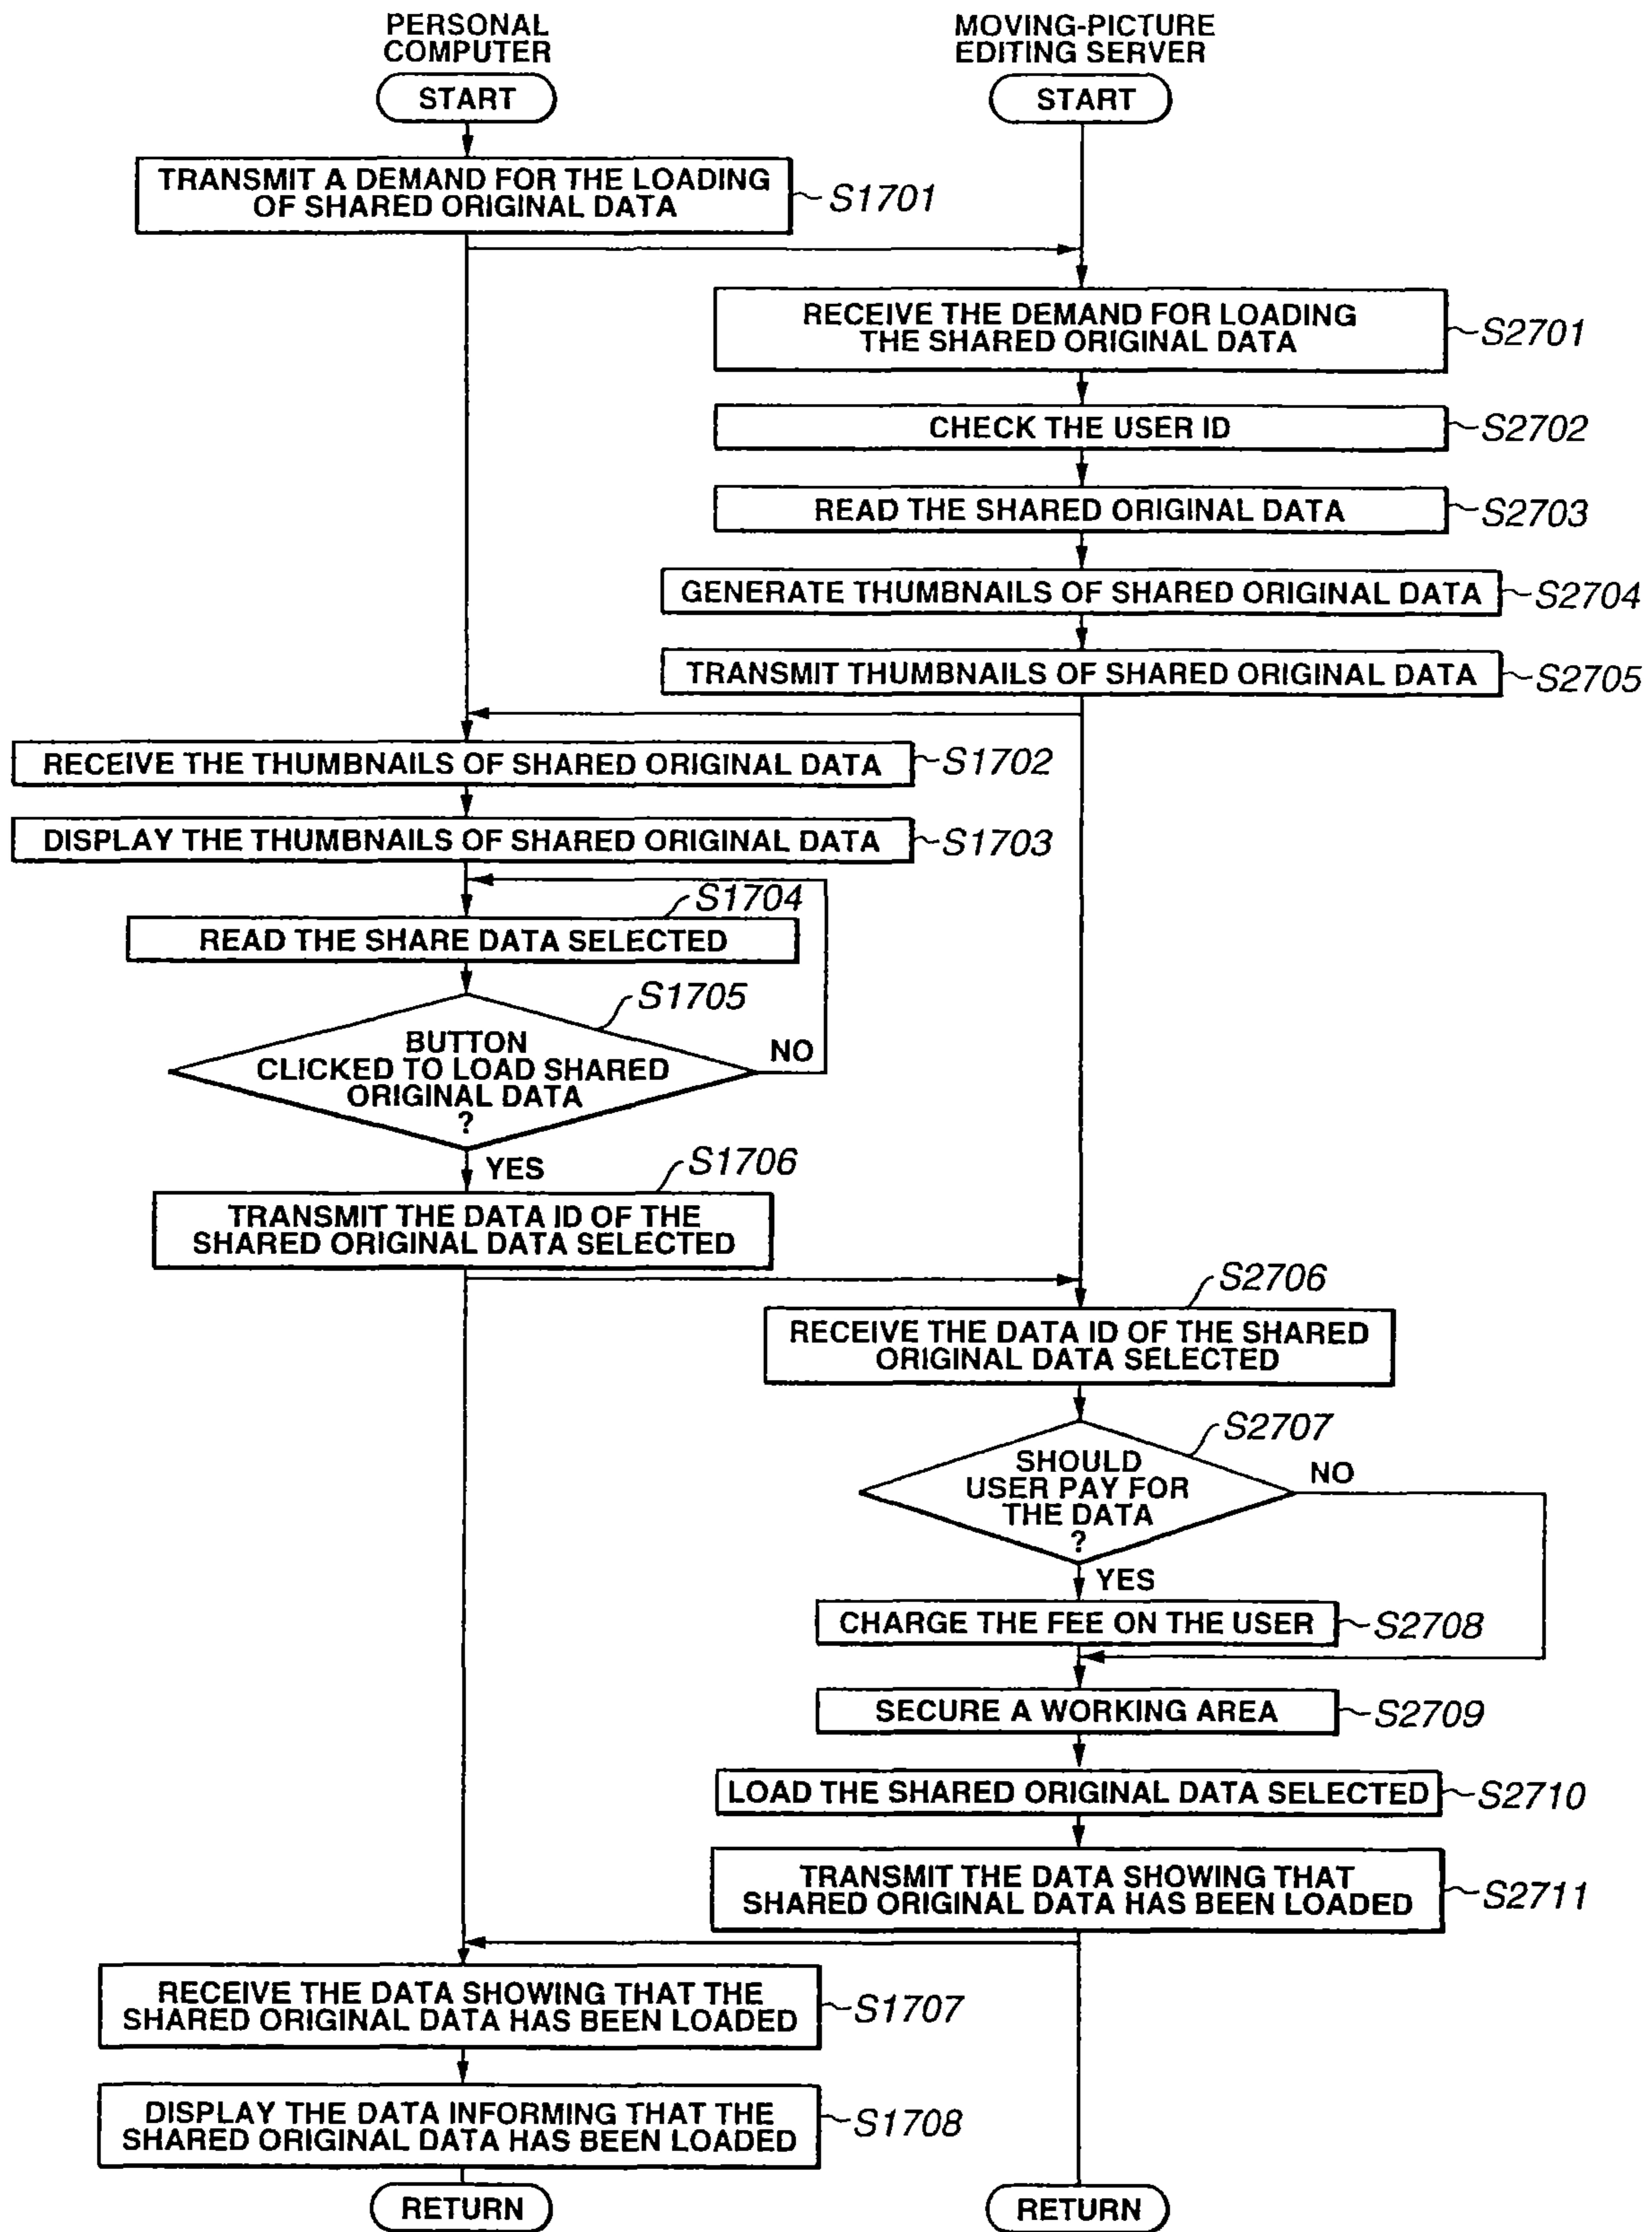 PERSONAL
COMPUTER
MOVING-PICTURE
EDITING SERVER
START
START
TRANSMIT A DEMAND FOR THE LOADING
OF SHARED ORIGINAL DATA
S1701
RECEIVE THE DEMAND FOR LOADING
THE SHARED ORIGINAL DATA
S2701
CHECK THE USER ID
S2702
READ THE SHARED ORIGINAL DATA
S2703
GENERATE THUMBNAILS OF SHARED ORIGINAL DATA
S2704
TRANSMIT THUMBNAILS OF SHARED ORIGINAL DATA
S2705
RECEIVE THE THUMBNAILS OF SHARED ORIGINAL DATA
S1702
DISPLAY THE THUMBNAILS OF SHARED ORIGINAL DATA
S1703
S1704
READ THE SHARE DATA SELECTED
S1705
BUTTON
CLICKED TO LOAD SHARED
ORIGINAL DATA
?
NO
YES
S1706
TRANSMIT THE DATA ID OF THE
SHARED ORIGINAL DATA SELECTED
S2706
RECEIVE THE DATA ID OF THE SHARED
ORIGINAL DATA SELECTED
S2707
SHOULD
USER PAY FOR
THE DATA
?
NO
YES
CHARGE THE FEE ON THE USER
S2708
SECURE A WORKING AREA
S2709
LOAD THE SHARED ORIGINAL DATA SELECTED
S2710
TRANSMIT THE DATA SHOWING THAT
SHARED ORIGINAL DATA HAS BEEN LOADED
S2711
RECEIVE THE DATA SHOWING THAT THE
SHARED ORIGINAL DATA HAS BEEN LOADED
S1707
DISPLAY THE DATA INFORMING THAT THE
SHARED ORIGINAL DATA HAS BEEN LOADED
S1708
RETURN
RETURN